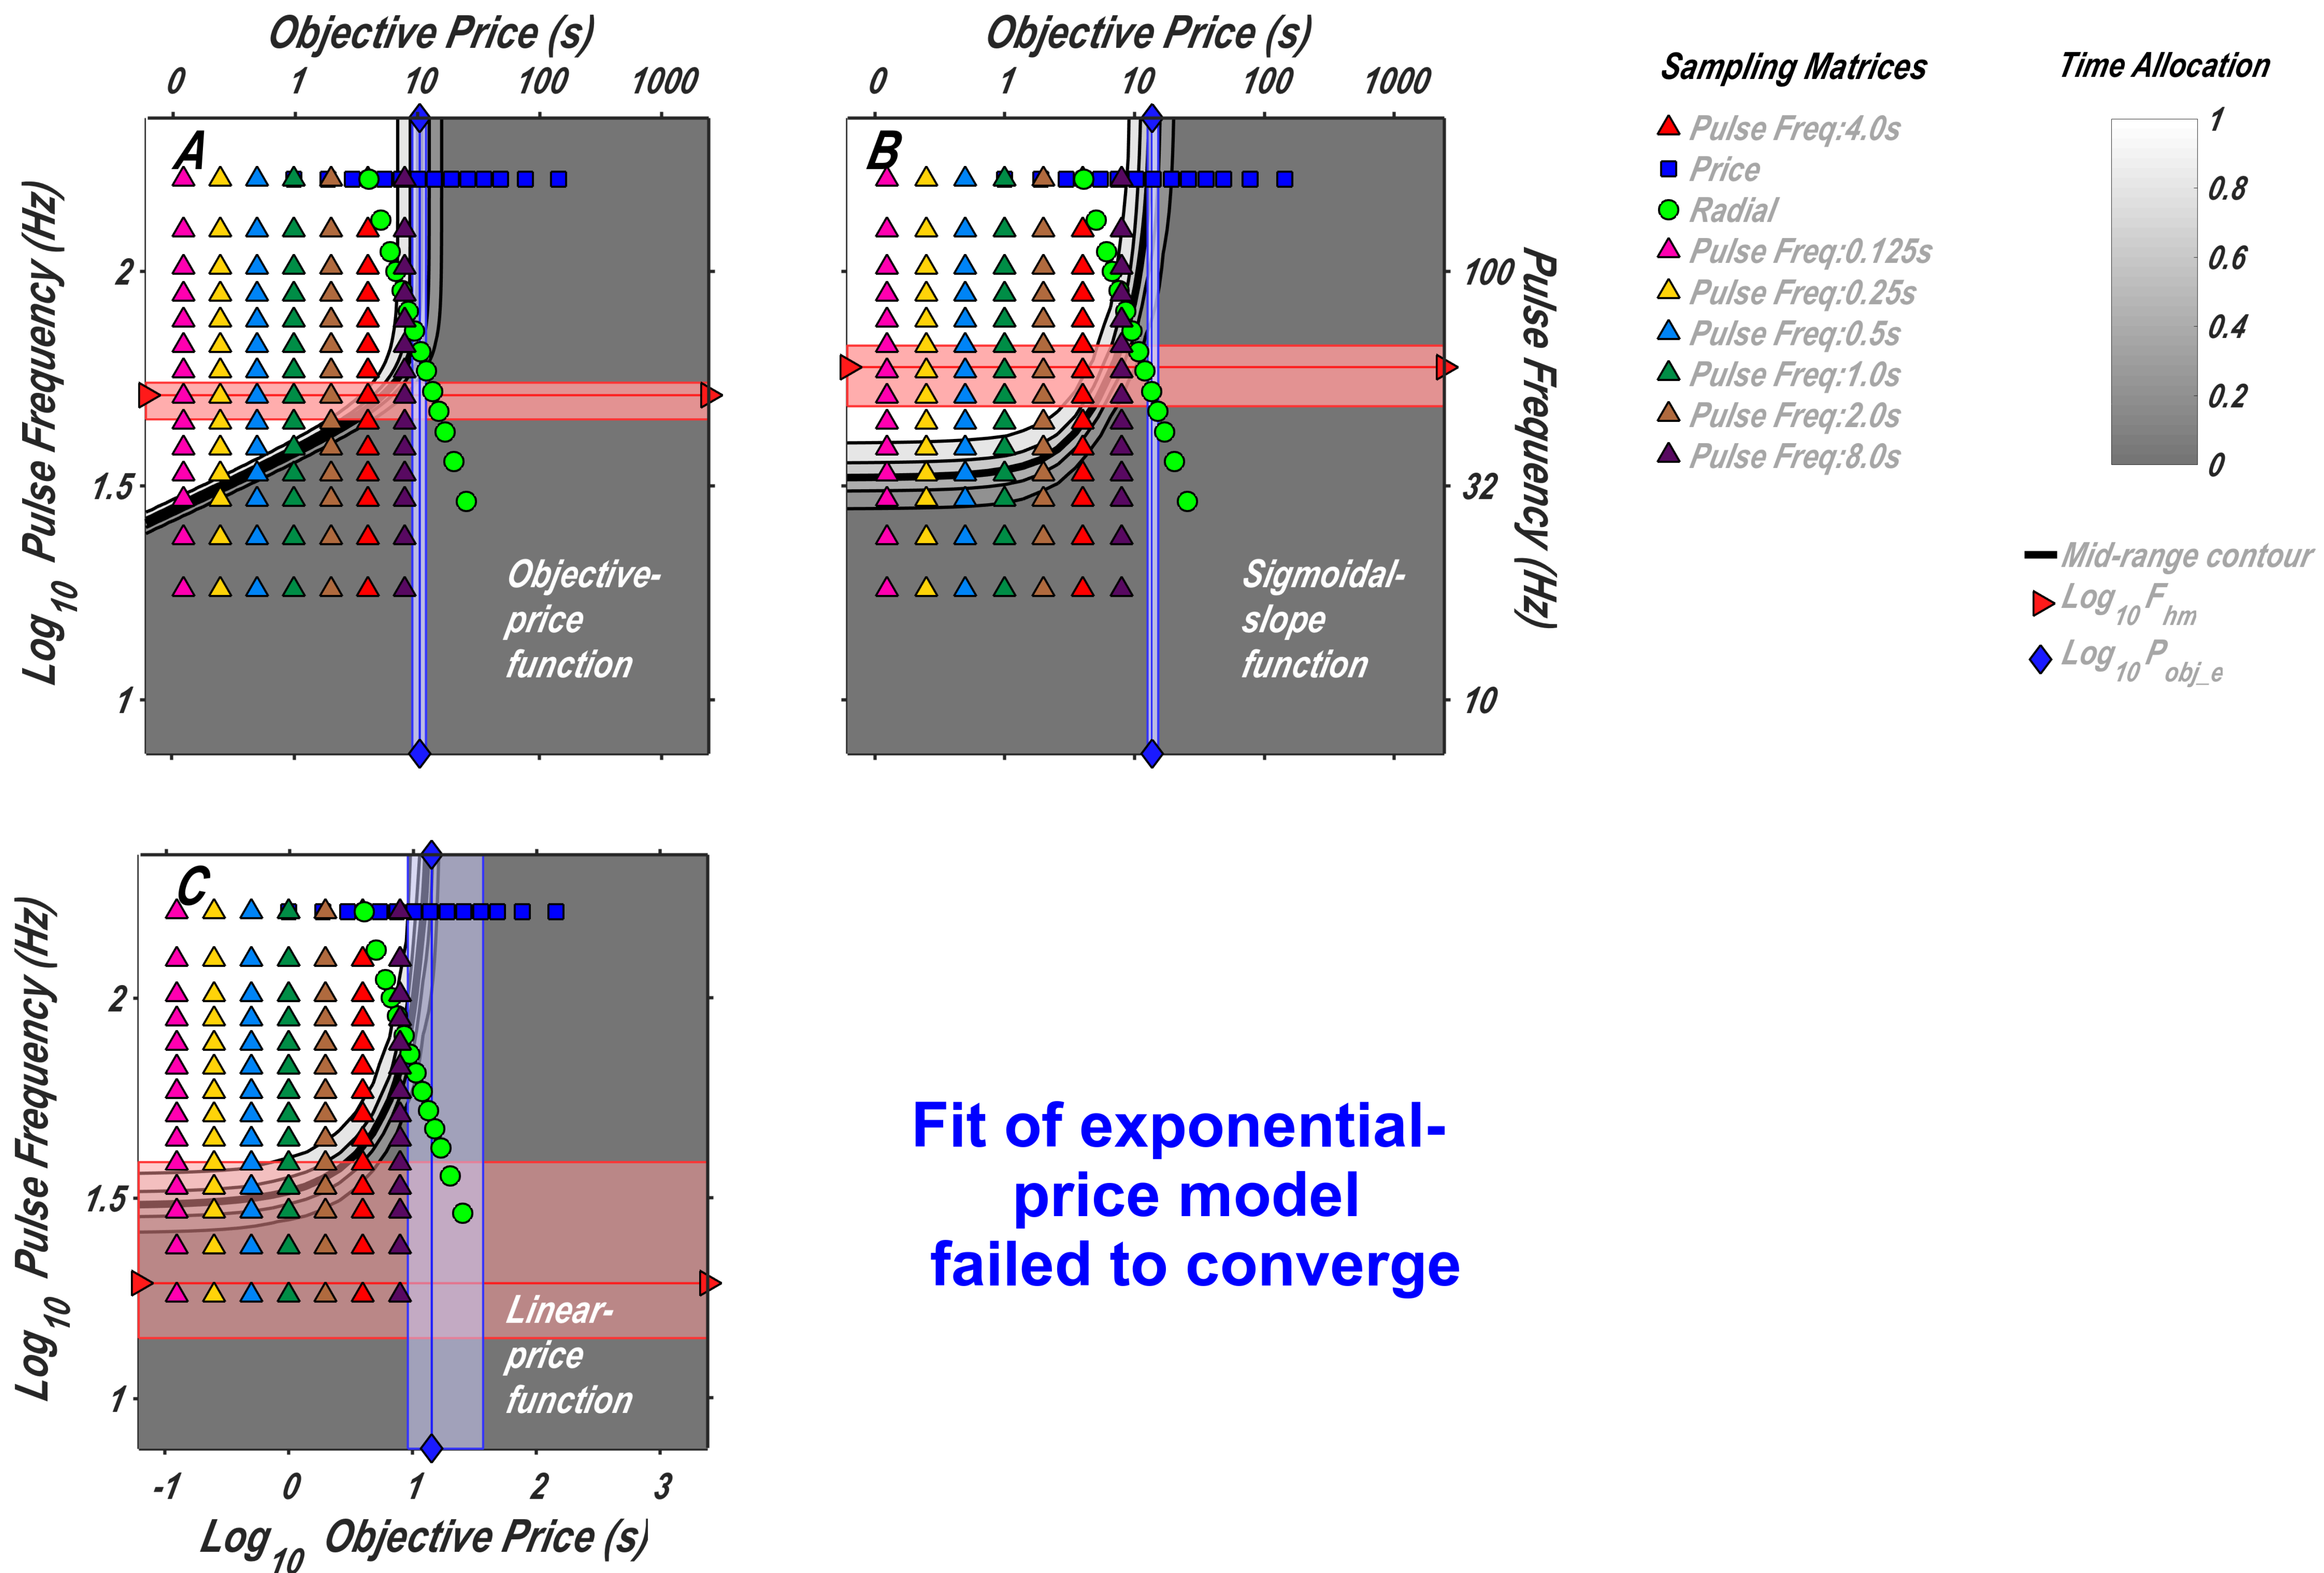 Objective Price (s)
0 1 10 100 1000
Objective Price (s)
0 1 10 100 1000
Sampling Matrices
Pulse Freq:4.0s
Price
Radial
Pulse Freq:0.125s
Pulse Freq:0.25s
Pulse Freq:0.5s
Pulse Freq:1.0s
Pulse Freq:2.0s
Pulse Freq:8.0s
Time Allocation
1
0.8
0.6
0.4
0.2
0
Mid-range contour
Log10 Fhm
Log10 Pobj_e
Log10 Pulse Frequency (Hz)
2
1.5
1
A
Objective-
price
function
B
Sigmoidal-
slope
function
100
32
10
Pulse Frequency (Hz)
Log10 Pulse Frequency (Hz)
2
1.5
1
C
Linear-
price
function
-1 0 1 2 3
Log10 Objective Price (s)
Fit of exponential-
price model
failed to converge